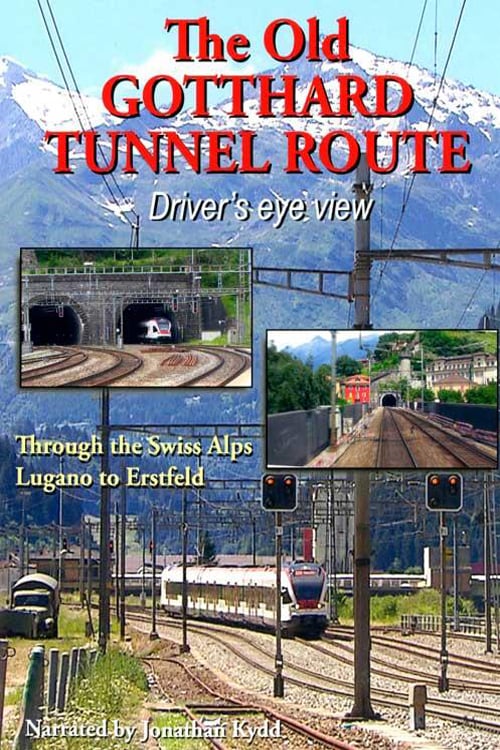 The Old
GOTTHARD
TUNNEL ROUTE
Driver's eye view
Through the Swiss Alps
Lugano to Erstfeld
Narrated by Jonathan Kydd